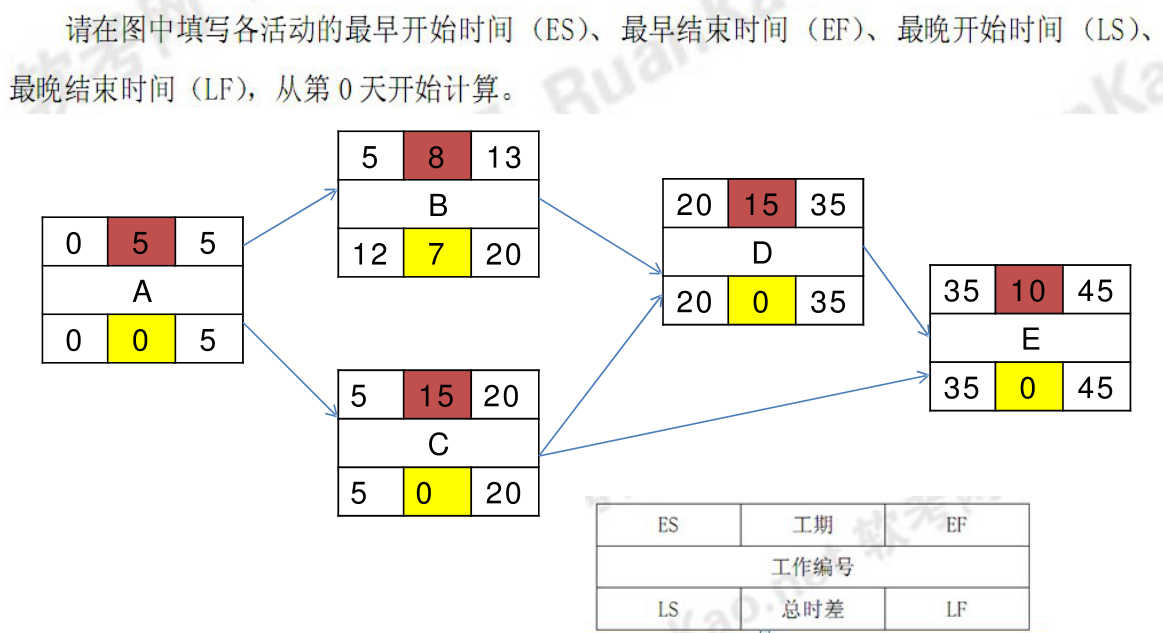 请在图中填写各活动的最早开始时间（ES）、最早结束时间（EF）、最晚开始时间（LS）、
最晚结束时间（LF），从第 0 天开始计算。
0 5 5
A
0 0 5
5 8 13
B
12 7 20
5 15 20
C
5 0 20
20 15 35
D
20 0 35
35 10 45
E
35 0 45
ES 工期 EF
工作编号
LS 总时差 LF